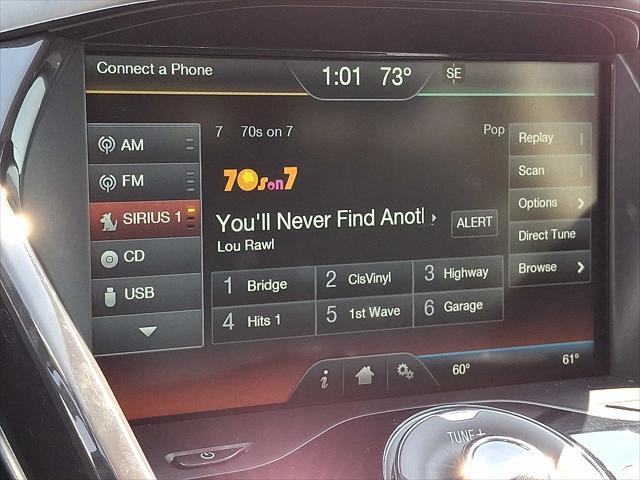 Connect a Phone
1:01 73° SE
7 70s on 7 Pop
70s on 7
You'll Never Find Anotl
Lou Rawl
ALERT
AM
FM
SIRIUS 1
CD
USB
Replay
Scan
Options
Direct Tune
Browse
1 Bridge 2 ClsVinyl 3 Highway
4 Hits 1 5 1st Wave 6 Garage
i 60° 61°
TUNE +